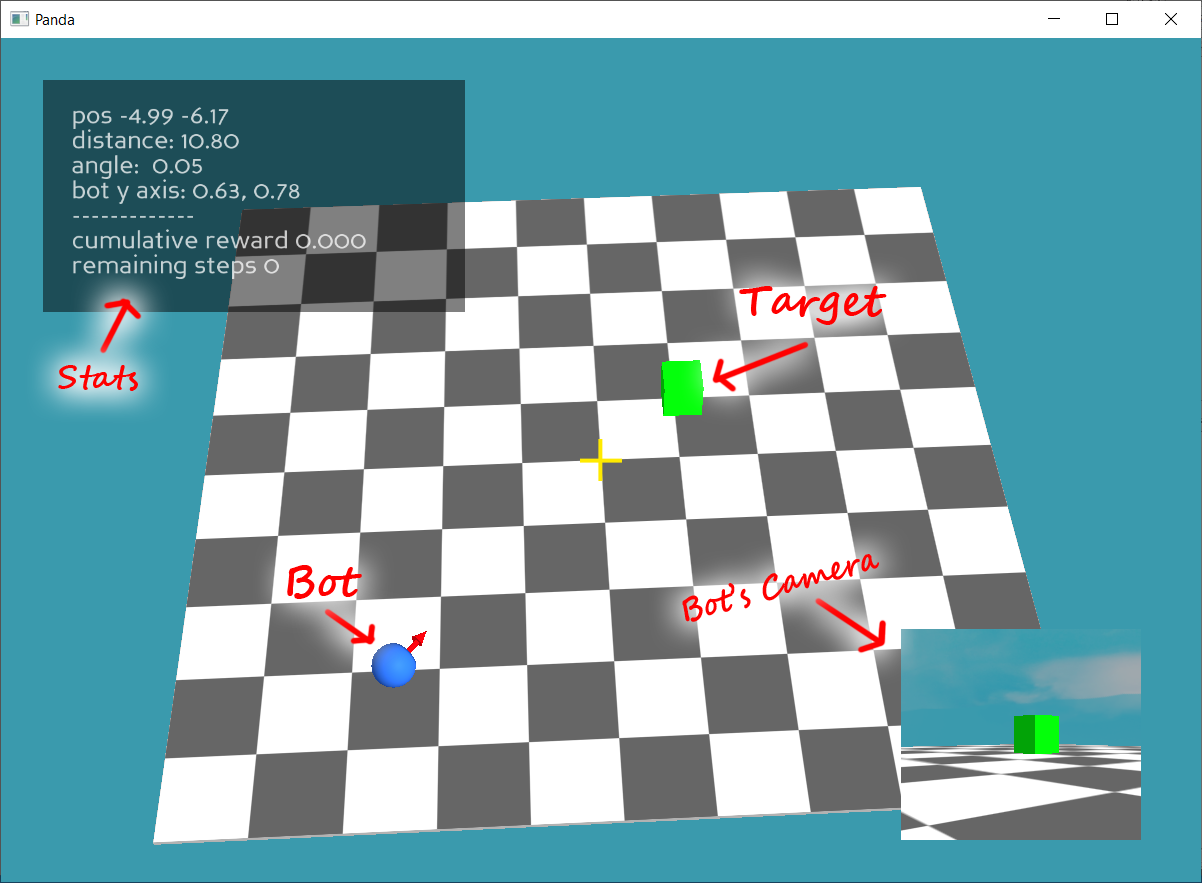 Panda
pos -4.99 -6.17
distance: 10.80
angle:  0.05
bot y axis: 0.63, 0.78
-------------
cumulative reward 0.000
remaining steps 0
Target
Stats
Bot
Bot's Camera